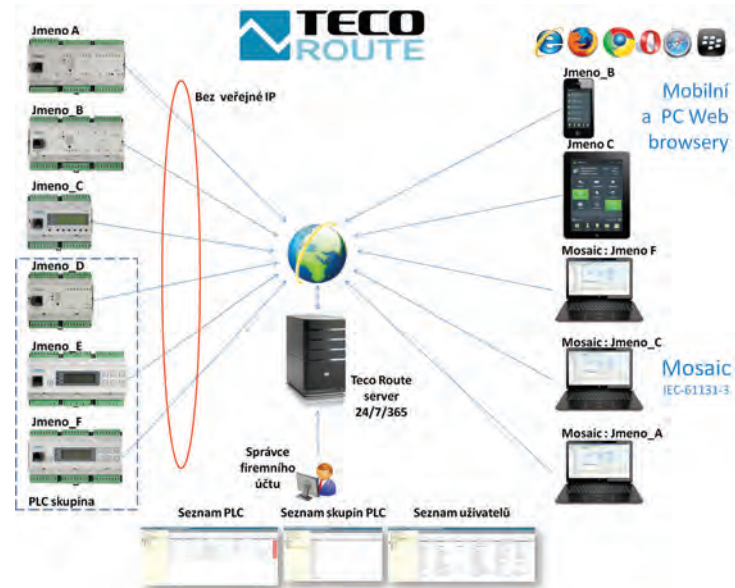 TECO
ROUTE
Jmeno A
Bez veřejné IP
Jmeno_B
Jmeno_C
Jmeno_D
Jmeno_E
Jmeno_F
PLC skupina
Jmeno_B
Mobilní
a PC Web
browsery
Jmeno C
Mosaic : Jmeno F
Mosaic : Jmeno_C
Mosaic
IEC-61131-3
Mosaic : Jmeno_A
Teco Route
server
24/7/365
Správce
firemního
účtu
Seznam PLC
Seznam skupin PLC
Seznam uživatelů